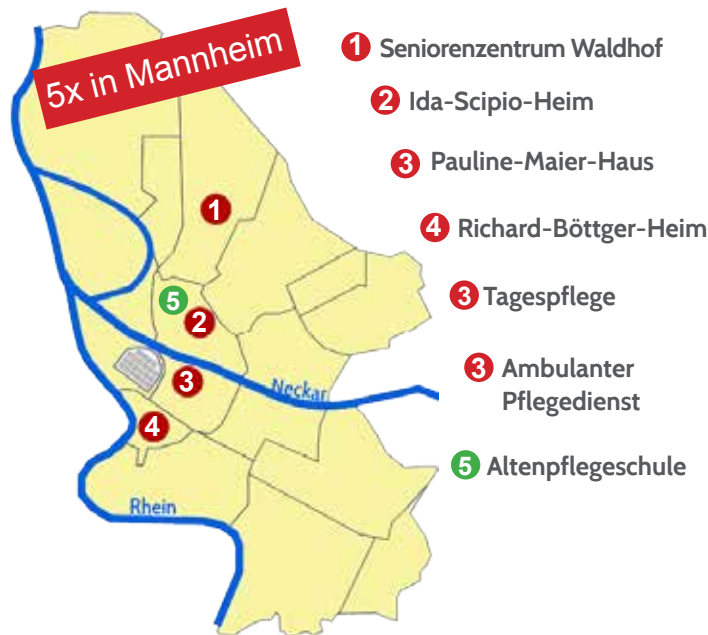 5x in Mannheim
1 Seniorenzentrum Waldhof
2 Ida-Scipio-Heim
3 Pauline-Maier-Haus
4 Richard-Böttger-Heim
3 Tagespflege
3 Ambulanter
Pflegedienst
5 Altenpflegeschule
1
5
2
3
4
Neckar
Rhein